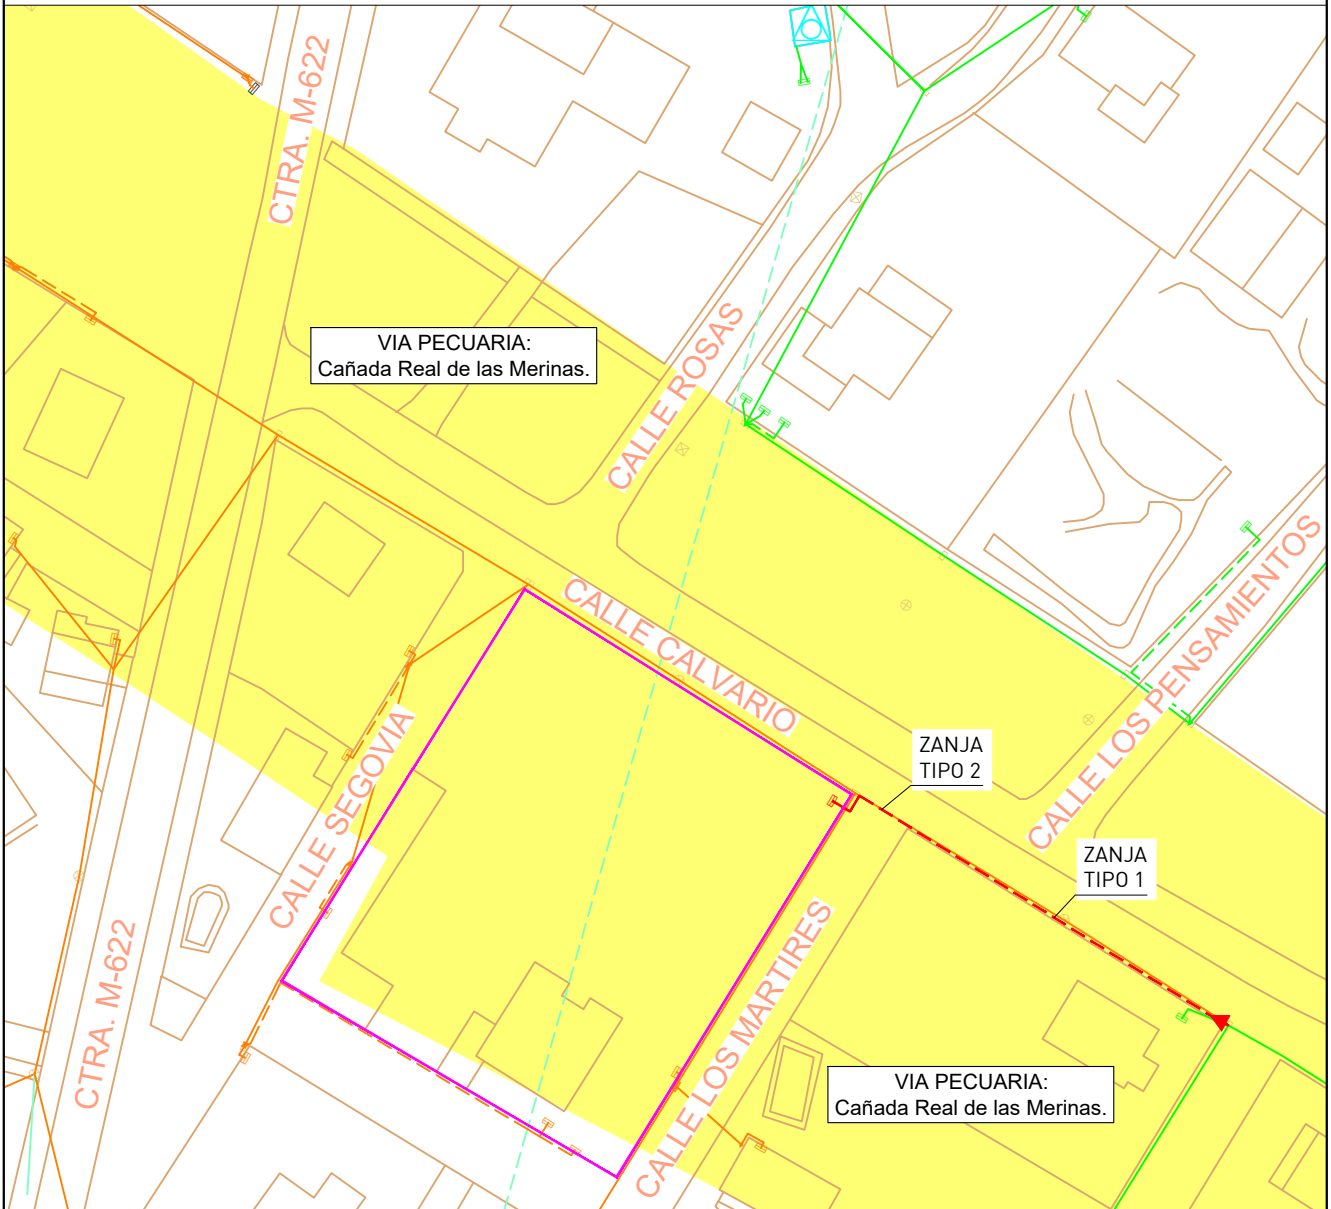 CTRA. M-622
VIA PECUARIA:
Cañada Real de las Merinas.
CALLE ROSAS
CALLE CALVARIO
CALLE LOS PENSAMIENTOS
CALLE SEGOVIA
ZANJA
TIPO 2
ZANJA
TIPO 1
CTRA. M-622
CALLE LOS MARTIRES
VIA PECUARIA:
Cañada Real de las Merinas.